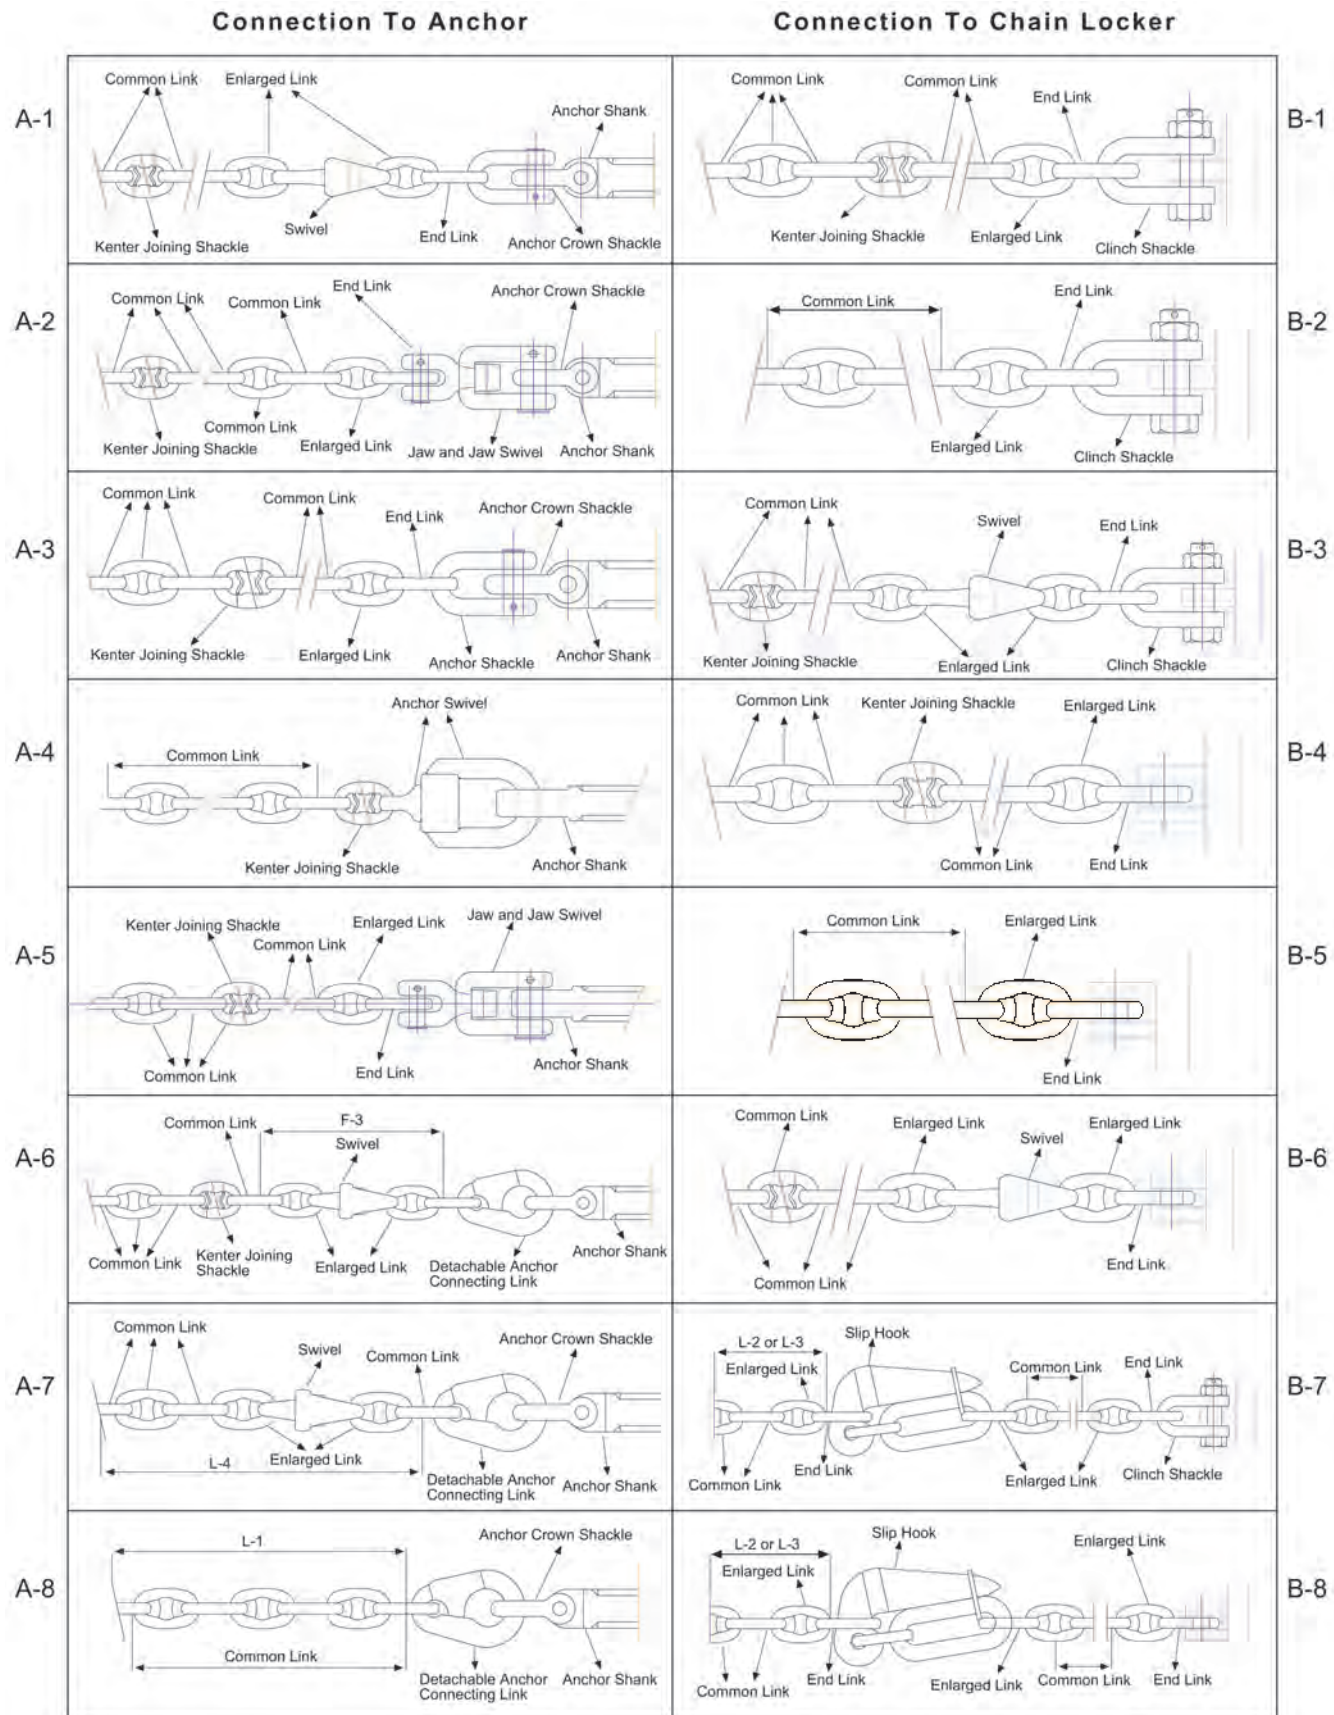 Connection To Anchor
Connection To Chain Locker
A-1
Common Link
Enlarged Link
Anchor Shank
Kenter Joining Shackle
Swivel
End Link
Anchor Crown Shackle
Common Link
Common Link
End Link
Kenter Joining Shackle
Enlarged Link
Clinch Shackle
B-1
A-2
End Link
Anchor Crown Shackle
Common Link
Common Link
Common Link
Kenter Joining Shackle
Enlarged Link
Jaw and Jaw Swivel
Anchor Shank
Common Link
End Link
Enlarged Link
Clinch Shackle
B-2
A-3
Common Link
Common Link
End Link
Anchor Crown Shackle
Kenter Joining Shackle
Enlarged Link
Anchor Shackle
Anchor Shank
Common Link
Swivel
End Link
Kenter Joining Shackle
Enlarged Link
Clinch Shackle
B-3
A-4
Anchor Swivel
Common Link
Kenter Joining Shackle
Anchor Shank
Common Link
Kenter Joining Shackle
Enlarged Link
Common Link
End Link
B-4
A-5
Kenter Joining Shackle
Common Link
Enlarged Link
Jaw and Jaw Swivel
Common Link
End Link
Anchor Shank
Common Link
Enlarged Link
End Link
B-5
A-6
Common Link
F-3
Swivel
Common Link
Kenter Joining
Shackle
Enlarged Link
Detachable Anchor
Connecting Link
Anchor Shank
Common Link
Enlarged Link
Swivel
Enlarged Link
Common Link
End Link
B-6
A-7
Common Link
Swivel
Common Link
Anchor Crown Shackle
L-4
Enlarged Link
Detachable Anchor
Connecting Link
Anchor Shank
L-2 or L-3
Slip Hook
Enlarged Link
Common Link
End Link
Common Link
End Link
Enlarged Link
Clinch Shackle
B-7
A-8
L-1
Anchor Crown Shackle
Common Link
Detachable Anchor
Connecting Link
Anchor Shank
L-2 or L-3
Slip Hook
Enlarged Link
Enlarged Link
Common Link
End Link
Enlarged Link
Common Link
End Link
B-8